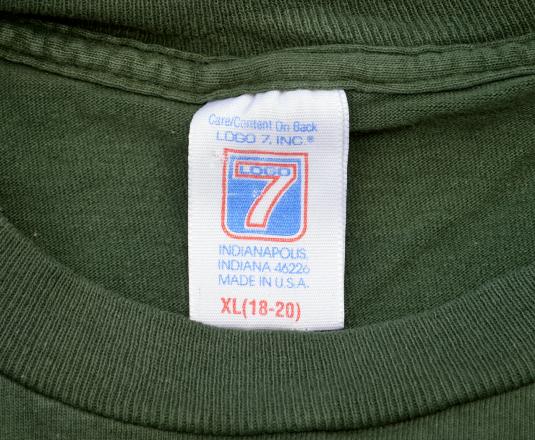 Care/Content On Back
LOGO 7, INC.®
LOGO
7
INDIANAPOLIS,
INDIANA 46226
MADE IN U.S.A.
XL(18-20)